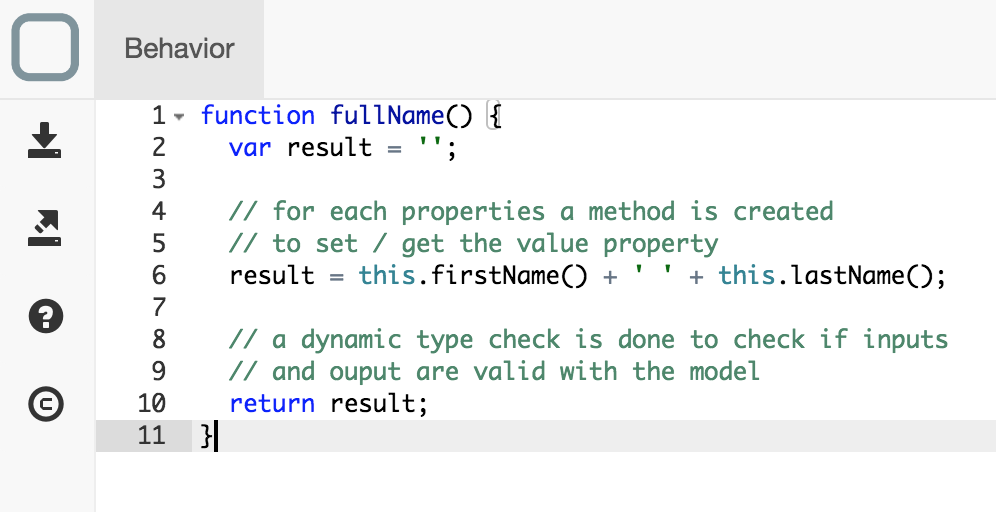 Behavior
1 function fullName() {
2 var result = '';
3
4 // for each properties a method is created
5 // to set / get the value property
6 result = this.firstName() + ' ' + this.lastName();
7
8 // a dynamic type check is done to check if inputs
9 // and ouput are valid with the model
10 return result;
11 }